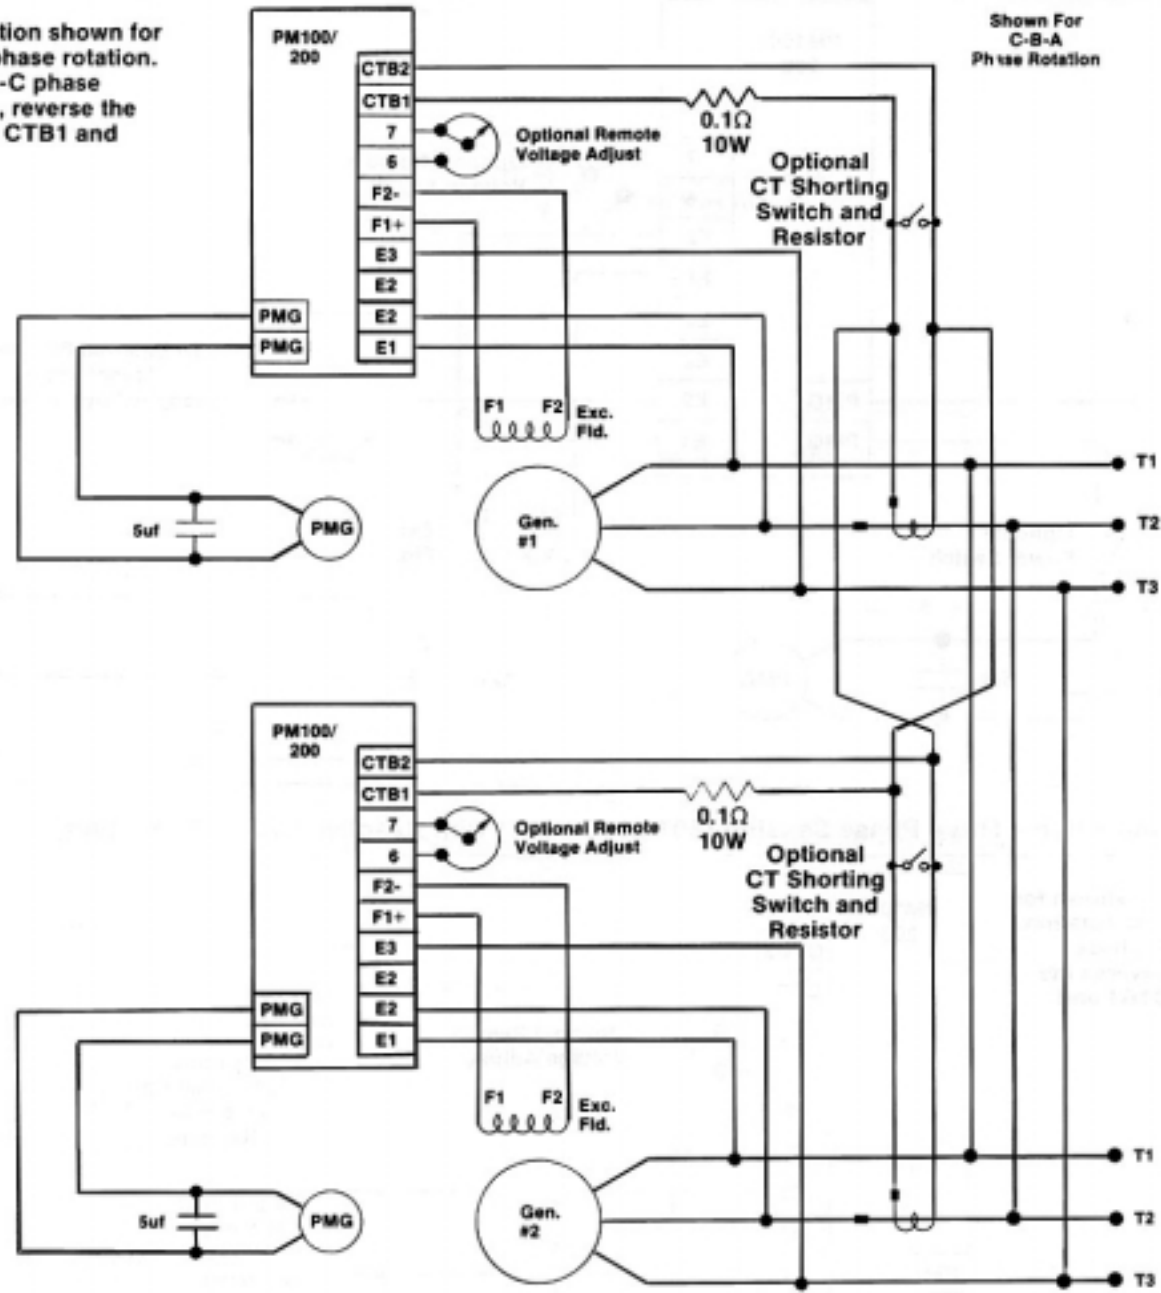 tion shown for
phase rotation.
-C phase
, reverse the
CTB1 and
Shown For
C-B-A
Phase Rotation
PM100/
200
CTB2
CTB1
7
6
F2-
F1+
E3
E2
E2
E1
PMG
PMG
0.1Ω
10W
Optional Remote
Voltage Adjust
Optional
CT Shorting
Switch and
Resistor
F1 F2 Exc.
Fld.
5uf
PMG
Gen.
#1
T1
T2
T3
PM100/
200
CTB2
CTB1
7
6
F2-
F1+
E3
E2
E2
E1
PMG
PMG
0.1Ω
10W
Optional Remote
Voltage Adjust
Optional
CT Shorting
Switch and
Resistor
F1 F2 Exc.
Fld.
5uf
PMG
Gen.
#2
T1
T2
T3